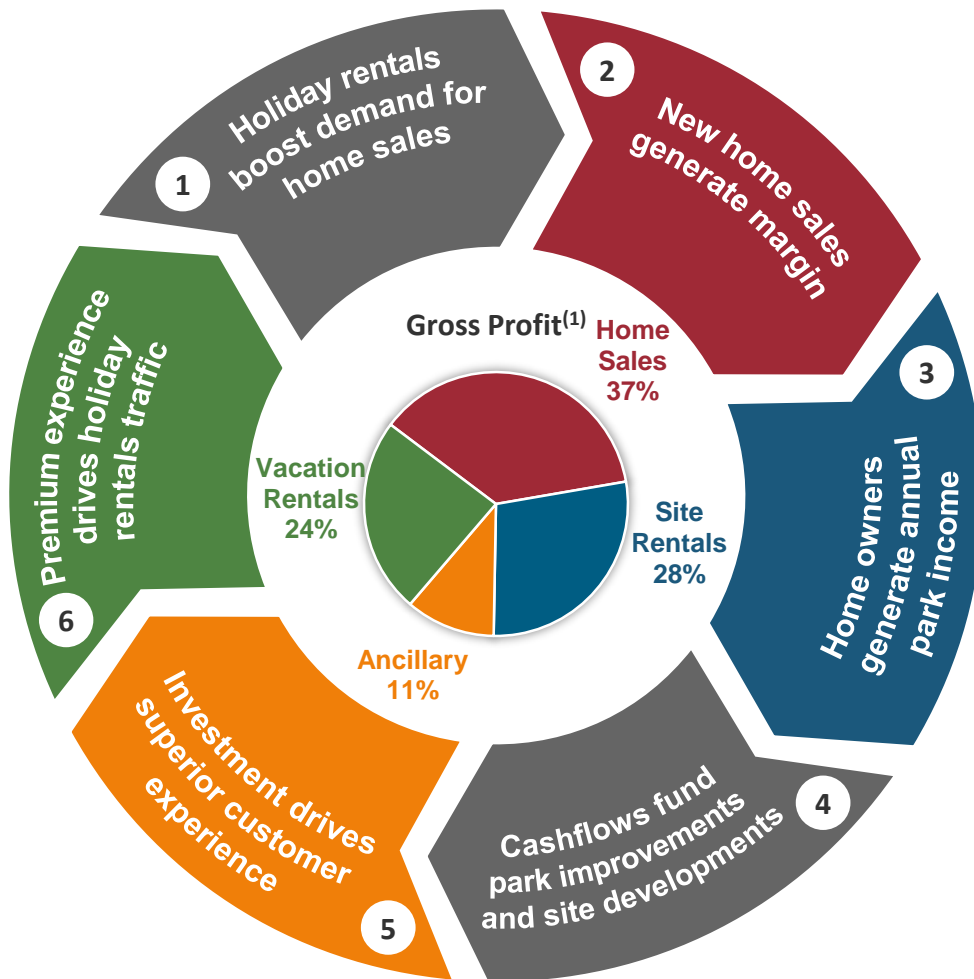 1
Holiday rentals
boost demand for
home sales
2
New home sales
generate margin
3
Home owners
generate annual
park income
4
Cashflows fund
park improvements
and site developments
5
Investment drives
superior customer
experience
6
Premium experience
drives holiday
rentals traffic
Gross Profit(1)
Home
Sales
37%
Site
Rentals
28%
Ancillary
11%
Vacation
Rentals
24%